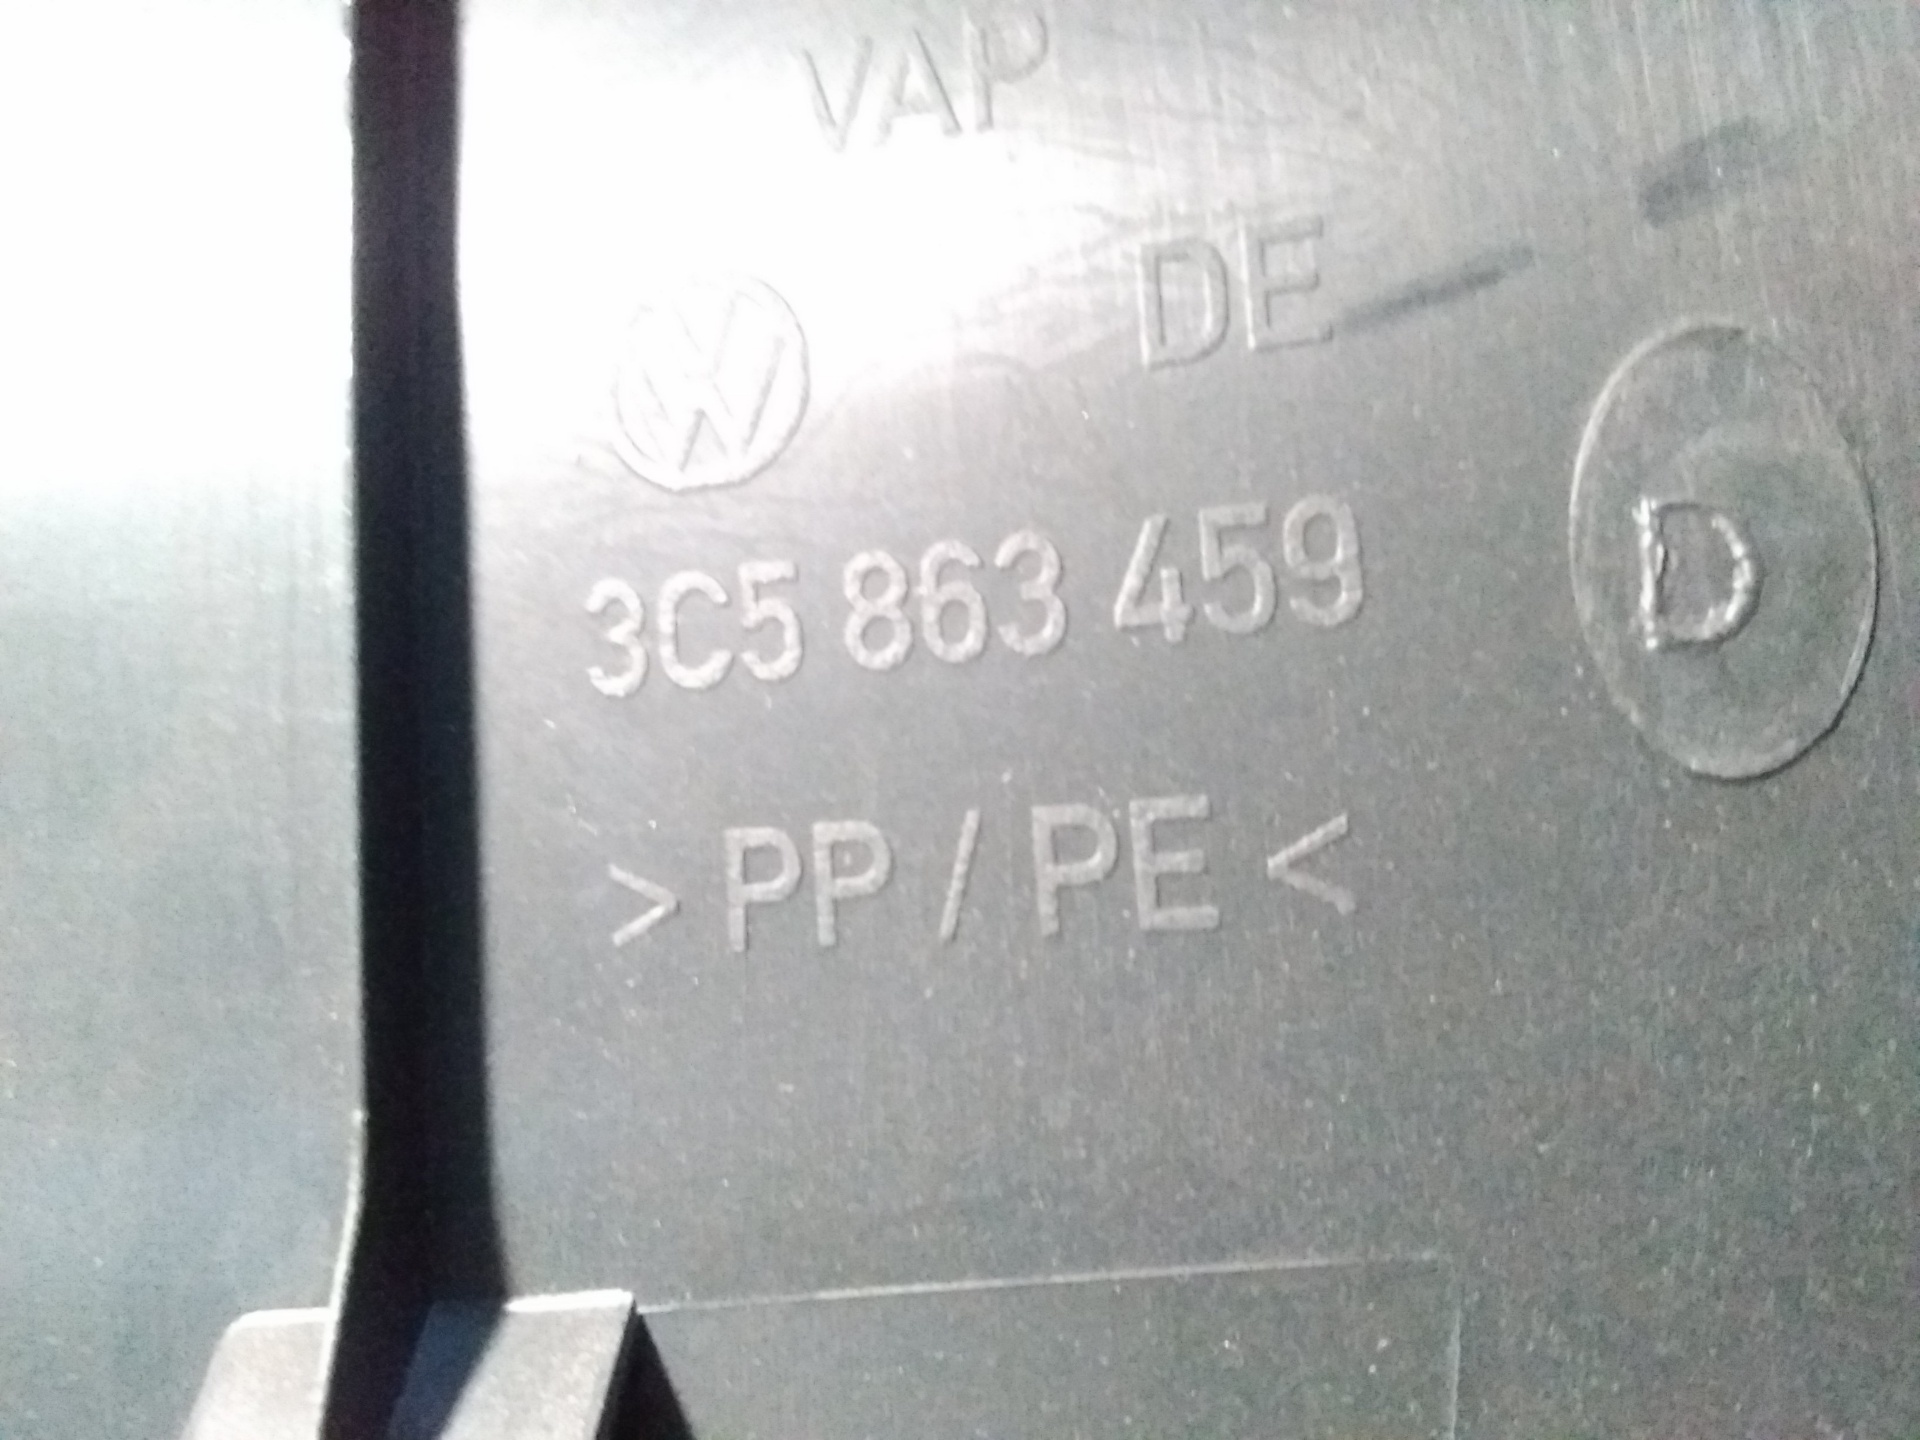 VAP
DE
3C5 863 459
D
>PP/PE<